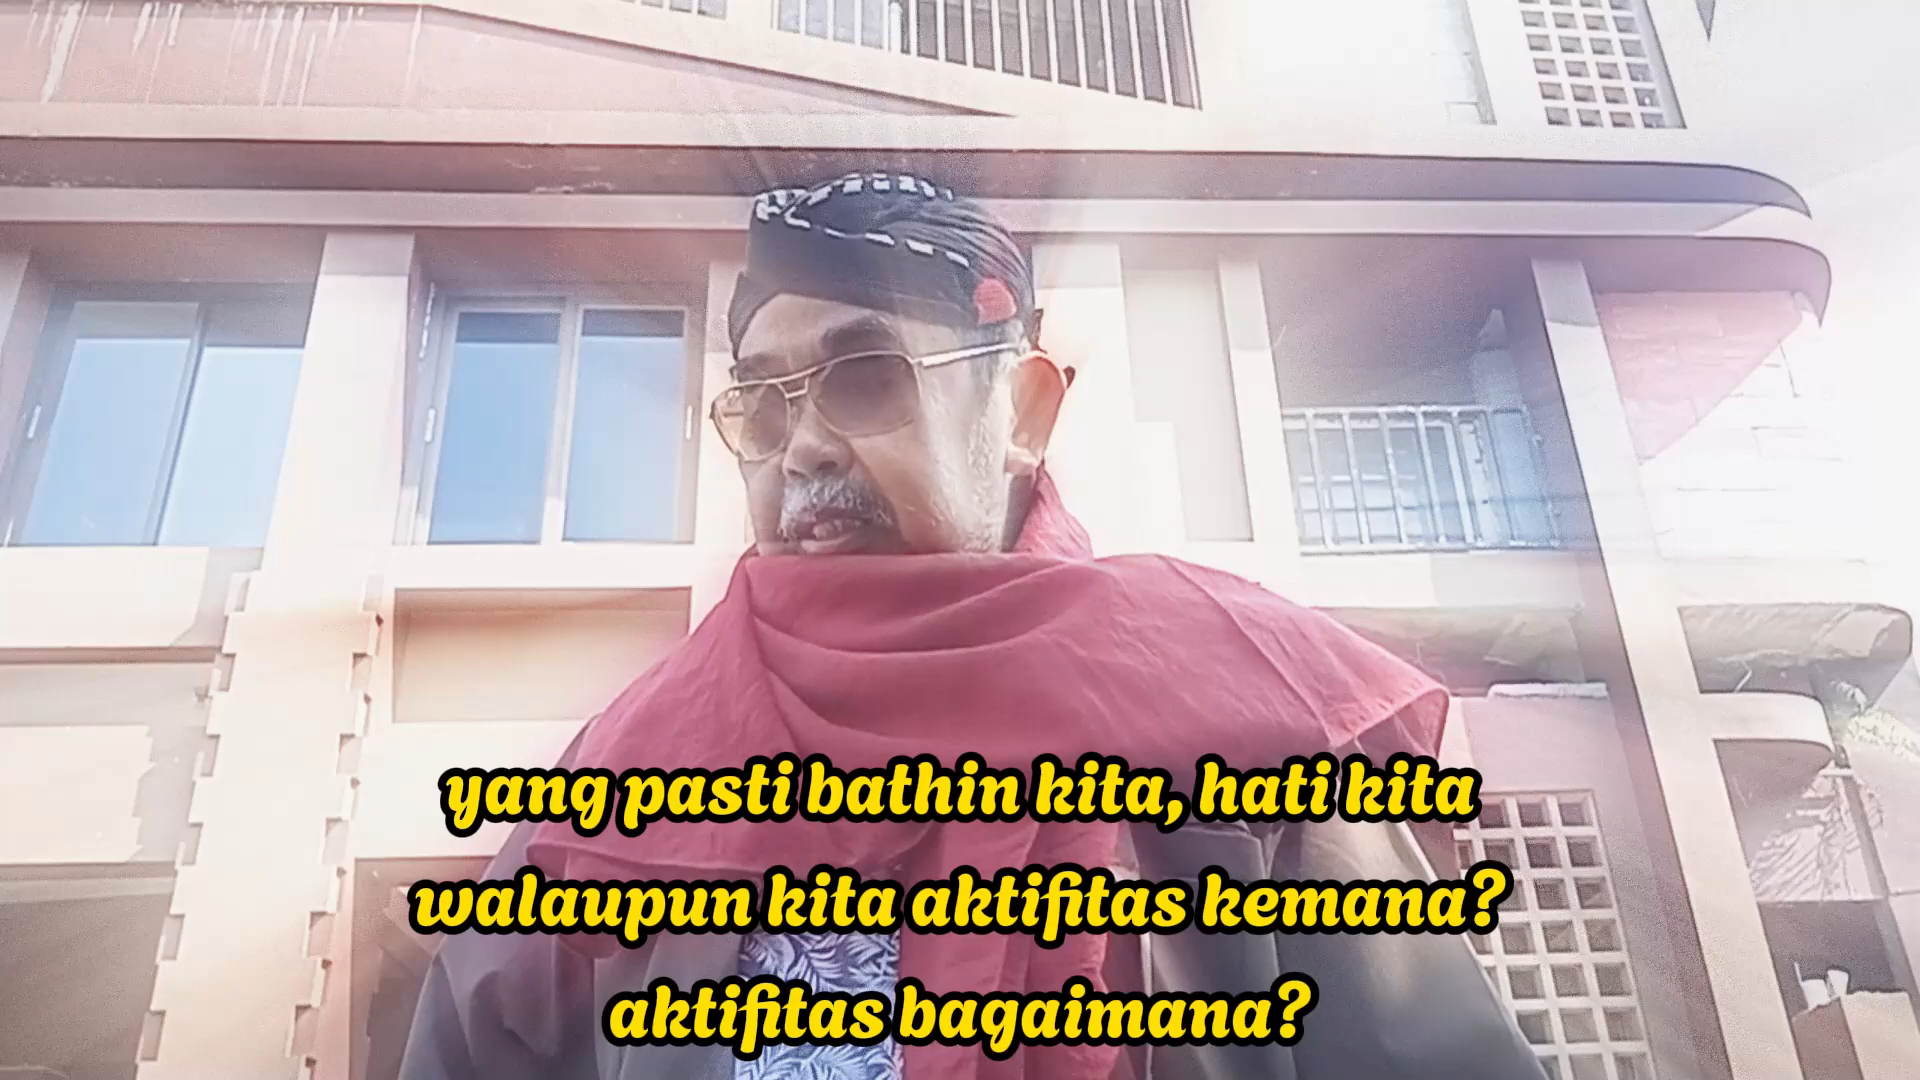 yang pasti bathin kita, hati kita
walaupun kita aktifitas kemana?
aktifitas bagaimana?